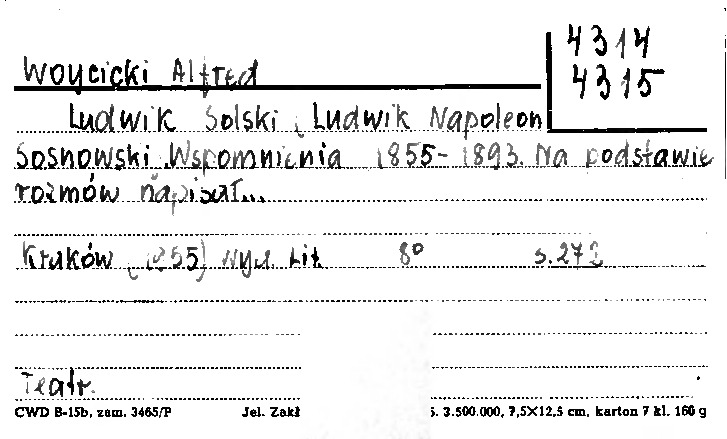 4314
4315
Woycicki Alfred
Ludwik Solski (Ludwik Napoleon
Sosnowski. Wspomnienia 1855-1893. Na podstawie
rozmów napisał...
Kraków (1955) Wyd. Lit 8° s.
Teatr.
CWD B-15b, zam. 3465/P Jel. Zakł 3.500.000, 7,5×12,5 cm, karton 7 kl. 160 g